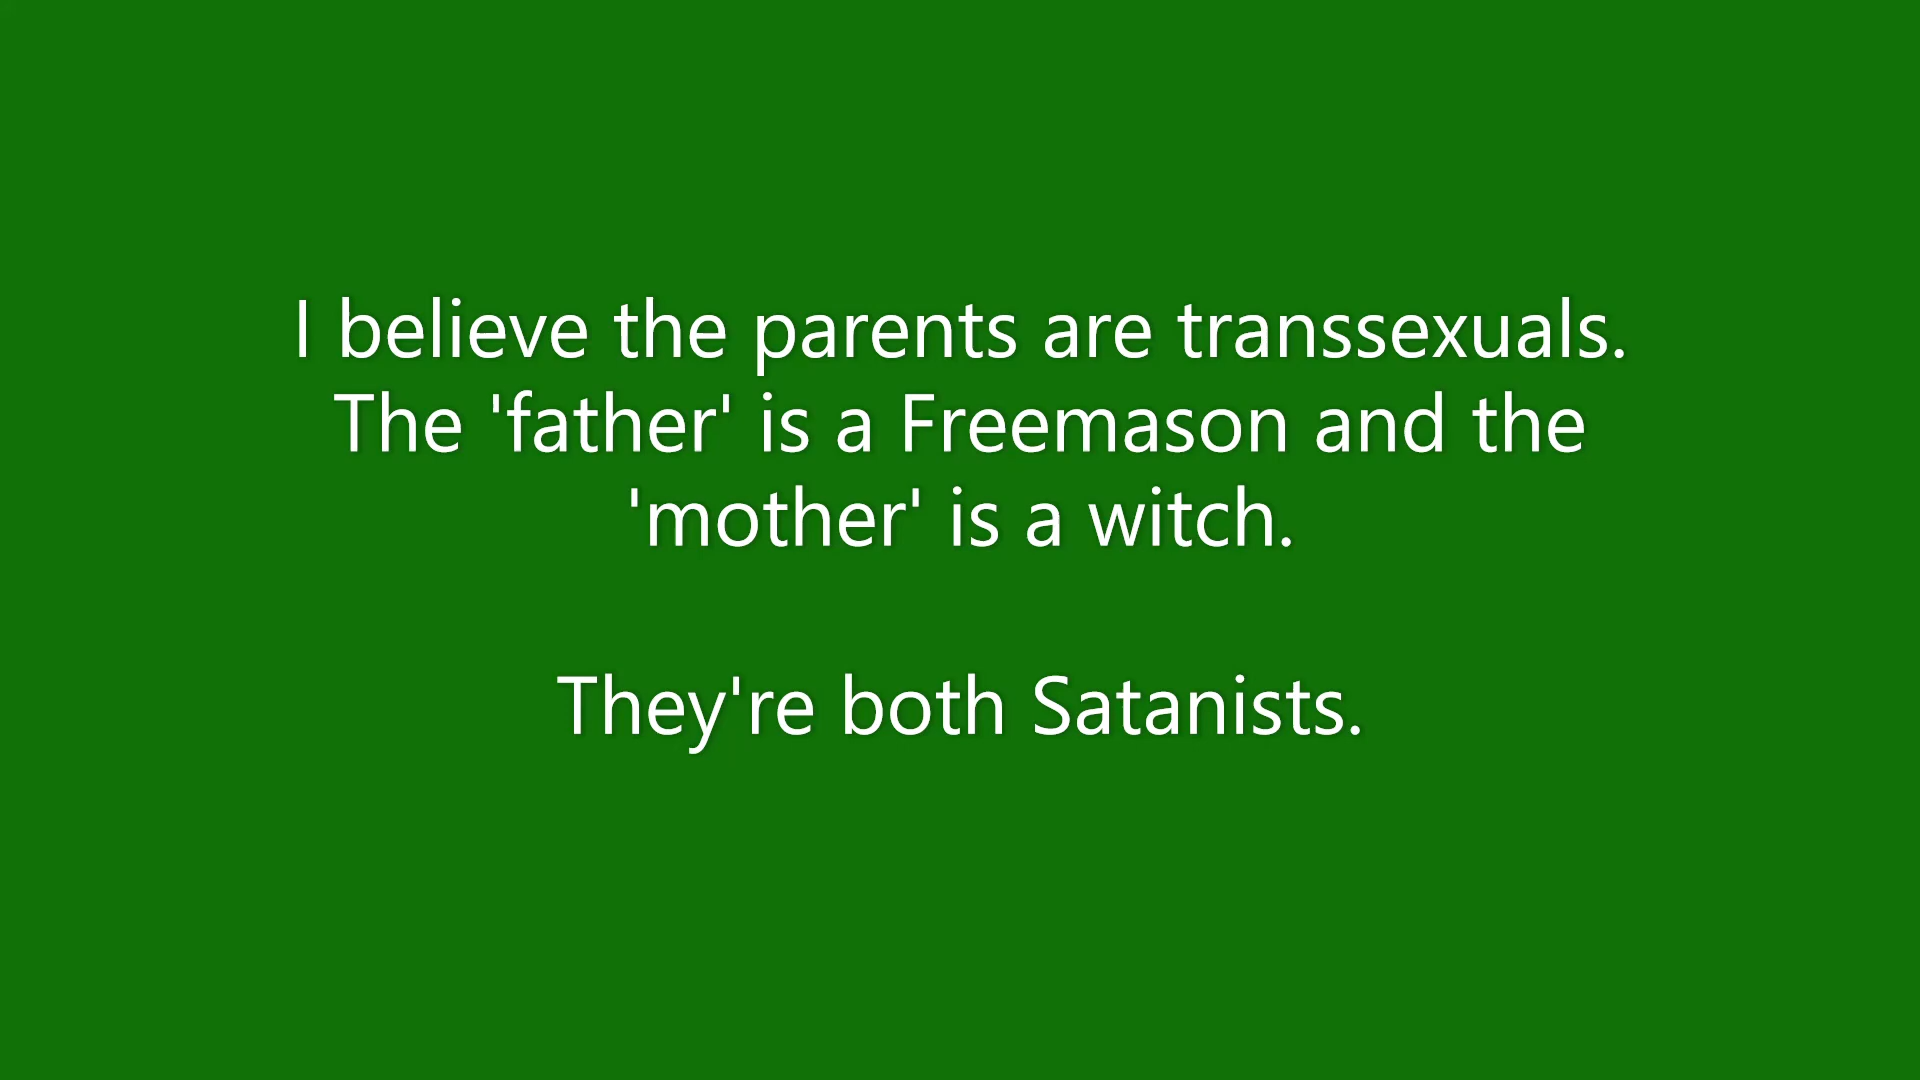 I believe the parents are transsexuals.
The 'father' is a Freemason and the
'mother' is a witch.
They're both Satanists.